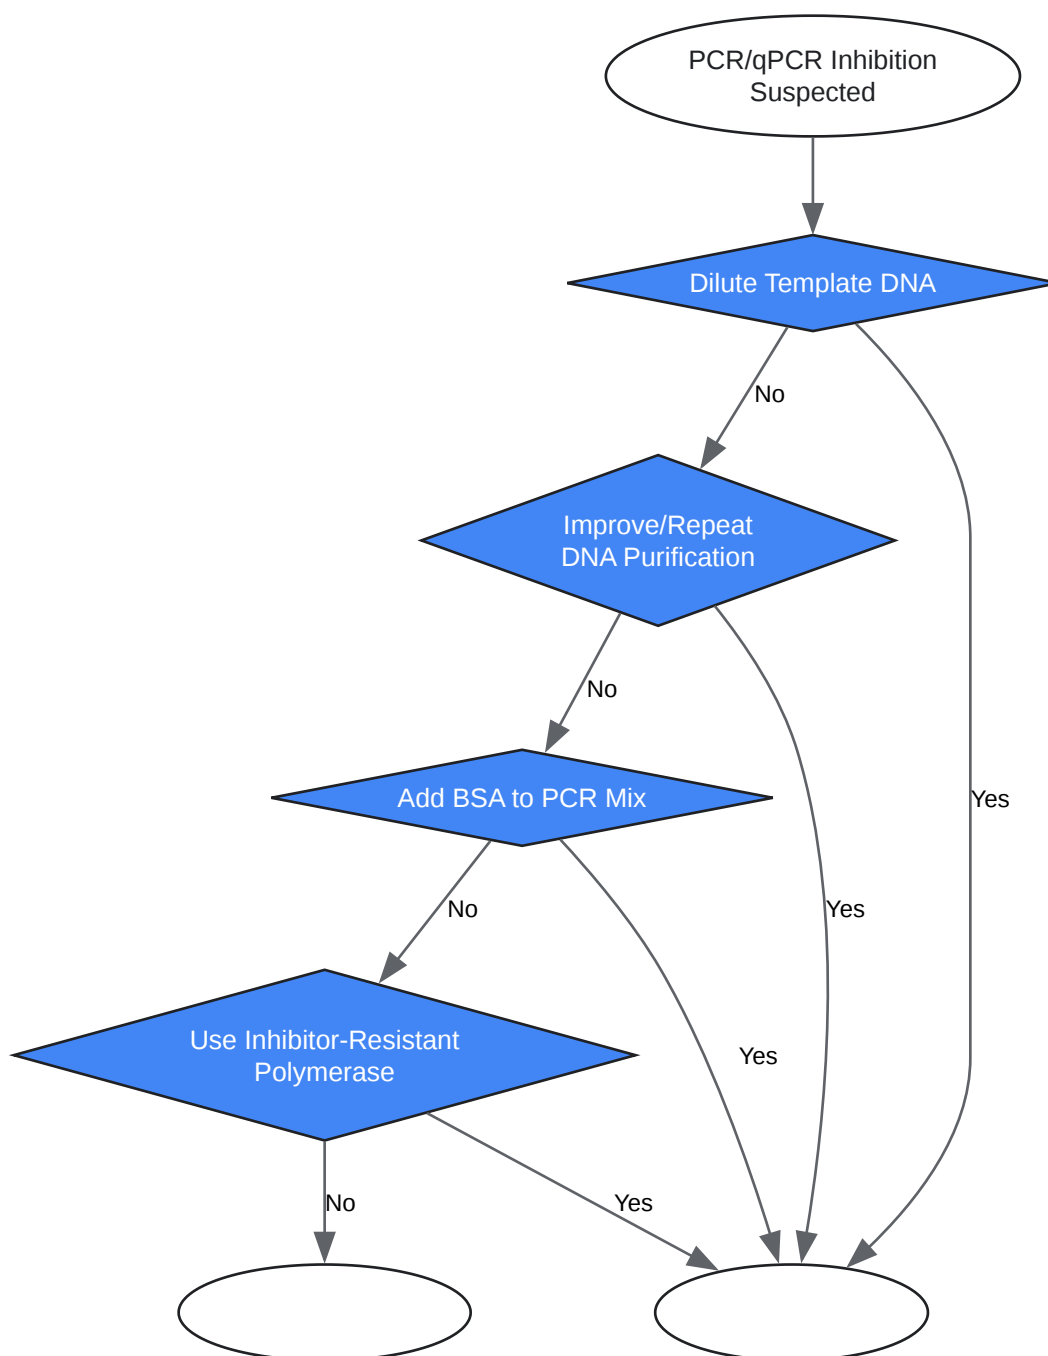 PCR/qPCR Inhibition
Suspected
Dilute Template DNA
No
Improve/Repeat
DNA Purification
No
Add BSA to PCR Mix
Yes
No
Yes
Use Inhibitor-Resistant
Polymerase
Yes
No
Yes